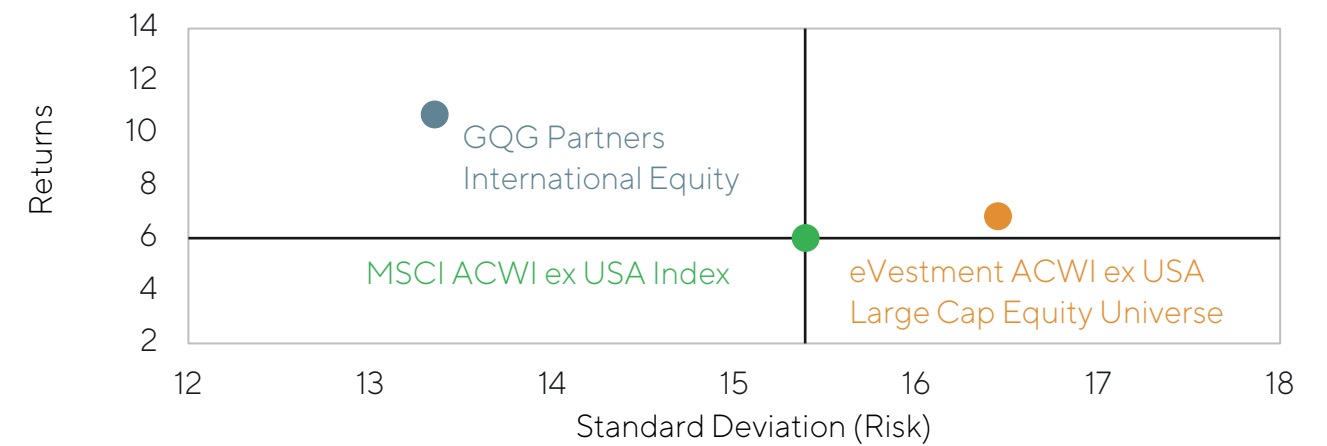 14
12
10
8
6
4
2
Returns
GQG Partners
International Equity
MSCI ACWI ex USA Index
eVestment ACWI ex USA
Large Cap Equity Universe
12 13 14 15 16 17 18
Standard Deviation (Risk)